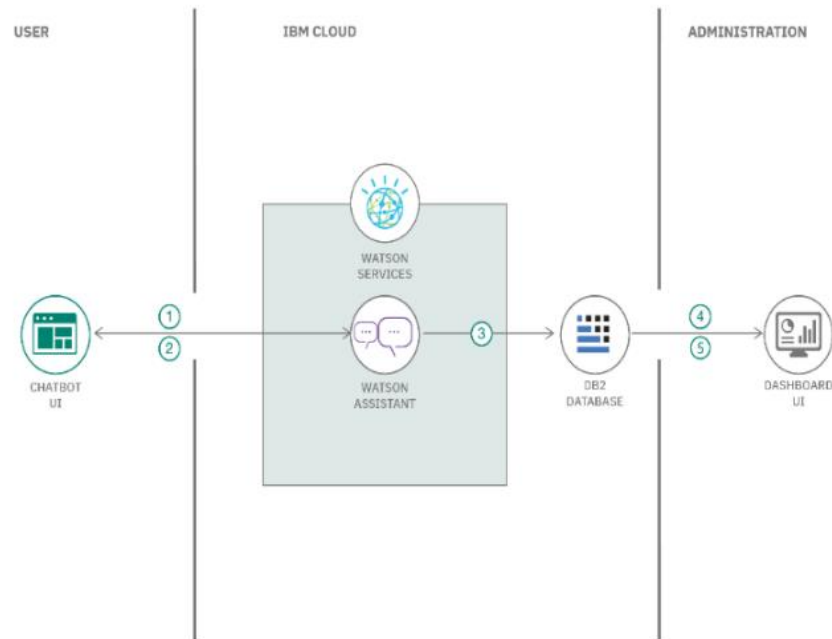 USER
IBM CLOUD
ADMINISTRATION
WATSON
SERVICES
1
2
3
4
5
CHATBOT
UI
WATSON
ASSISTANT
DB2
DATABASE
DASHBOARD
UI